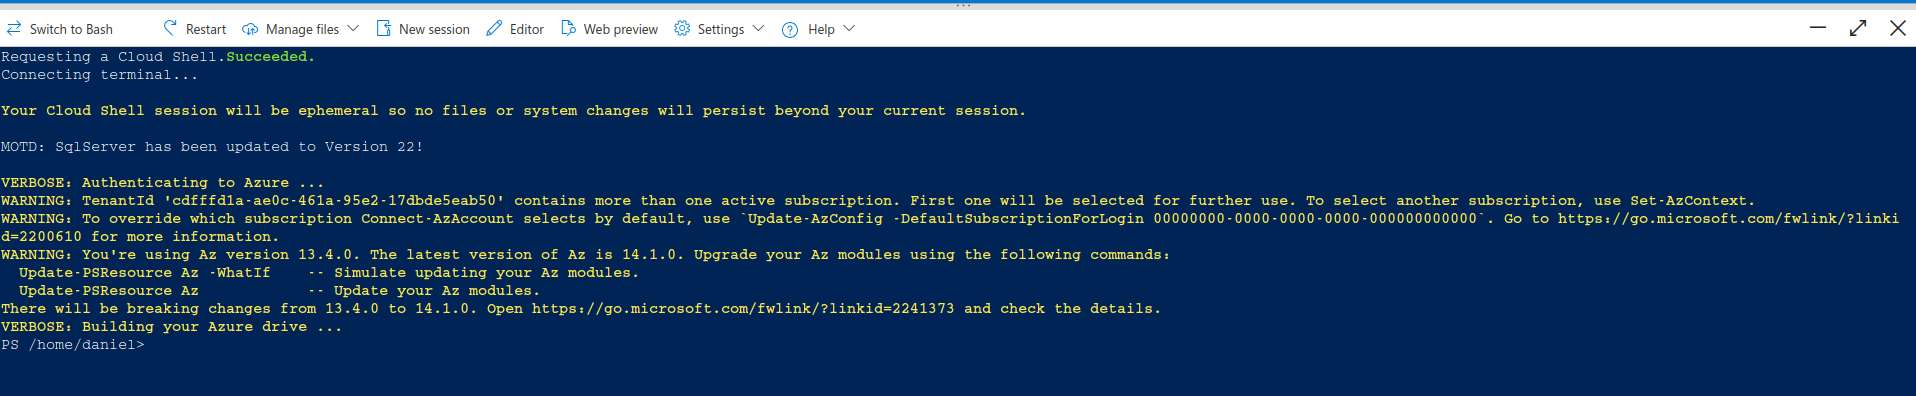 Switch to Bash Restart Manage files New session Editor Web preview Settings Help
Requesting a Cloud Shell.Succeeded.
Connecting terminal...
Your Cloud Shell session will be ephemeral so no files or system changes will persist beyond your current session.
MOTD: SqlServer has been updated to Version 22!
VERBOSE: Authenticating to Azure ...
WARNING: TenantId 'cdfffd1a-ae0c-461a-95e2-17dbde5eab50' contains more than one active subscription. First one will be selected for further use. To select another subscription, use Set-AzContext.
WARNING: To override which subscription Connect-AzAccount selects by default, use `Update-AzConfig -DefaultSubscriptionForLogin 00000000-0000-0000-0000-000000000000`. Go to https://go.microsoft.com/fwlink/?linki
d=2200610 for more information.
WARNING: You're using Az version 13.4.0. The latest version of Az is 14.1.0. Upgrade your Az modules using the following commands:
  Update-PSResource Az -WhatIf    -- Simulate updating your Az modules.
  Update-PSResource Az            -- Update your Az modules.
There will be breaking changes from 13.4.0 to 14.1.0. Open https://go.microsoft.com/fwlink/?linkid=2241373 and check the details.
VERBOSE: Building your Azure drive ...
PS /home/daniel>